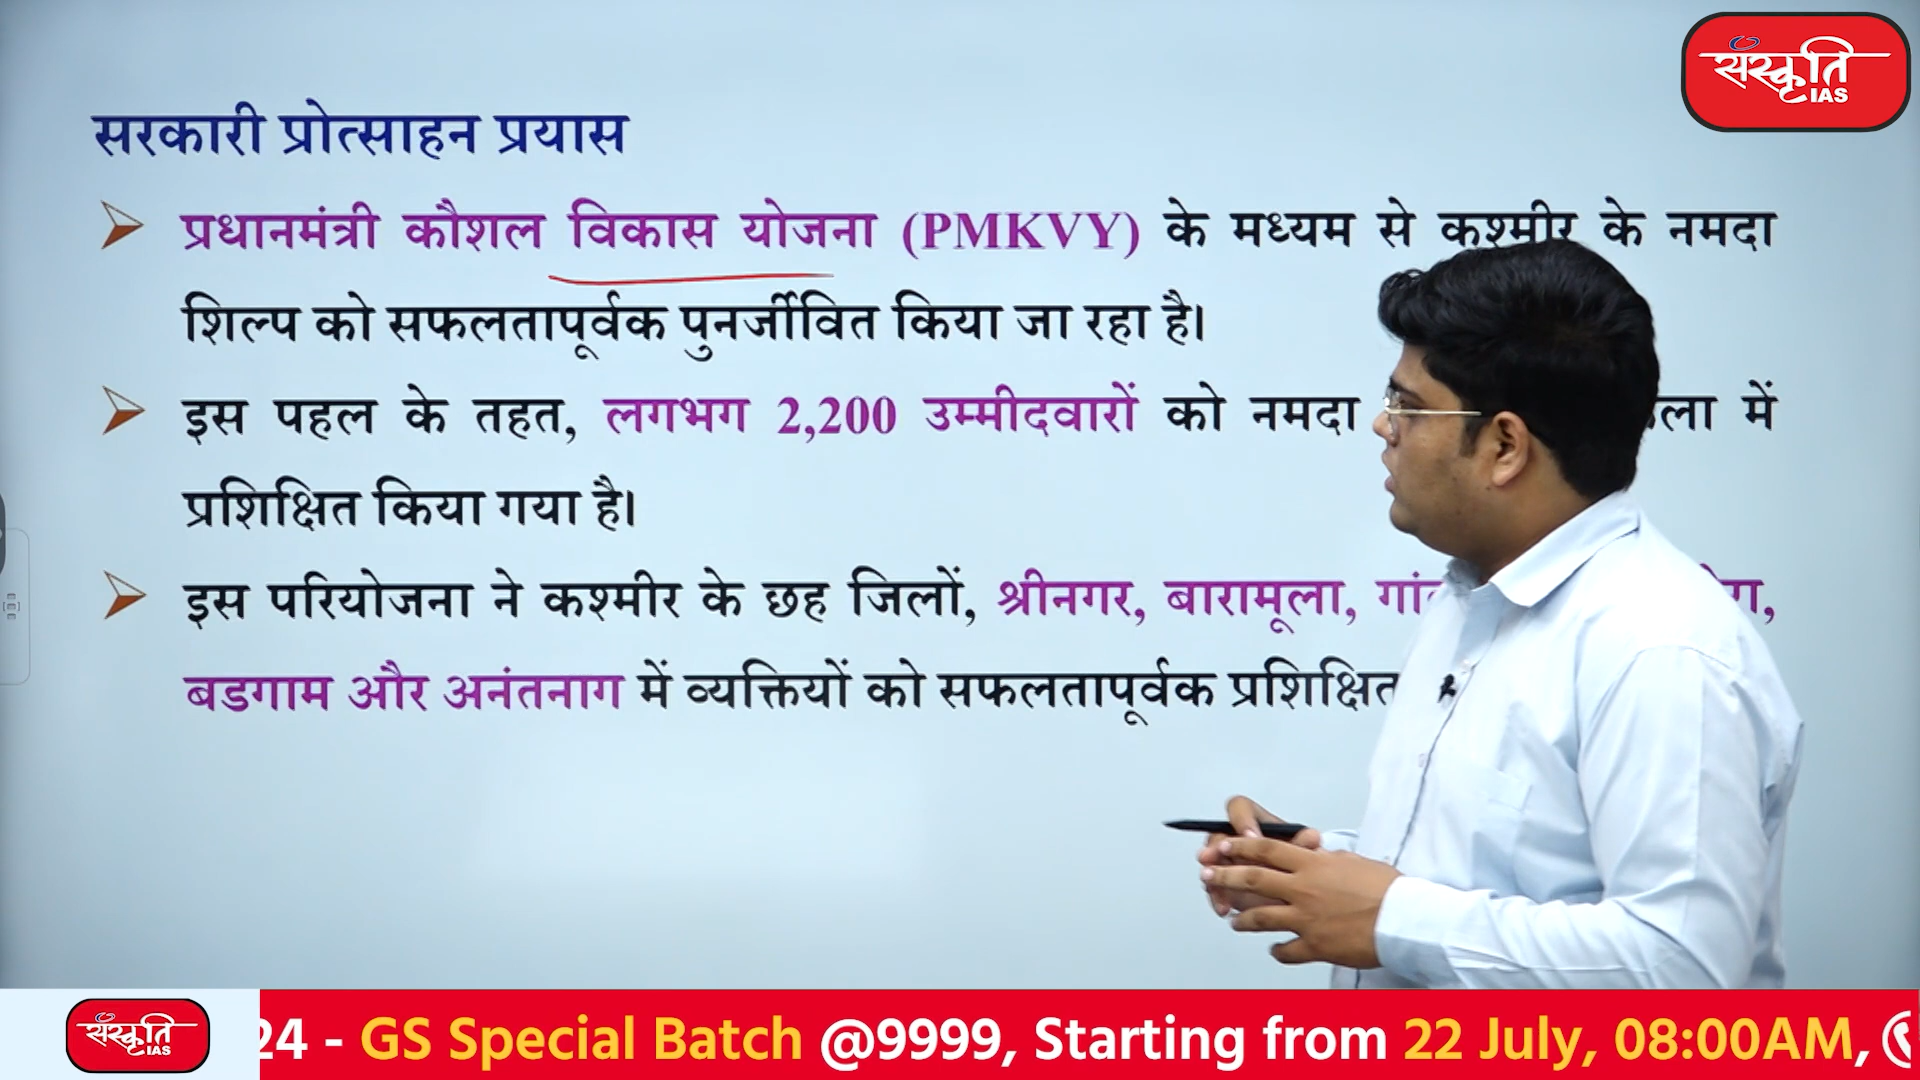 संस्कृति
IAS
सरकारी प्रोत्साहन प्रयास
प्रधानमंत्री कौशल विकास योजना (PMKVY) के मध्यम से कश्मीर के नमदा
शिल्प को सफलतापूर्वक पुनर्जीवित किया जा रहा है।
इस पहल के तहत, लगभग 2,200 उम्मीदवारों को नमदा में
प्रशिक्षित किया गया है।
इस परियोजना ने कश्मीर के छह जिलों, श्रीनगर, बारामूला,
बडगाम और अनंतनाग में व्यक्तियों को सफलतापूर्वक प्रशिक्षित
संस्कृति
IAS
24 - GS Special Batch @9999, Starting from 22 July, 08:00AM,